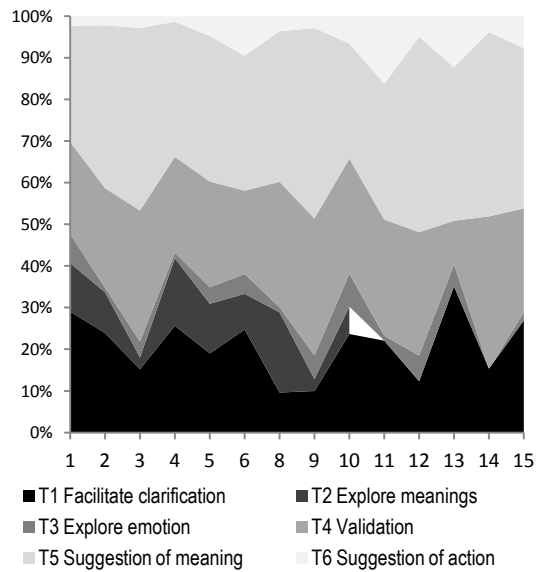 100%
90%
80%
70%
60%
50%
40%
30%
20%
10%
0%
1 2 3 4 5 6 8 9 10 11 12 13 14 15
T1 Facilitate clarification T2 Explore meanings
T3 Explore emotion T4 Validation
T5 Suggestion of meaning T6 Suggestion of action